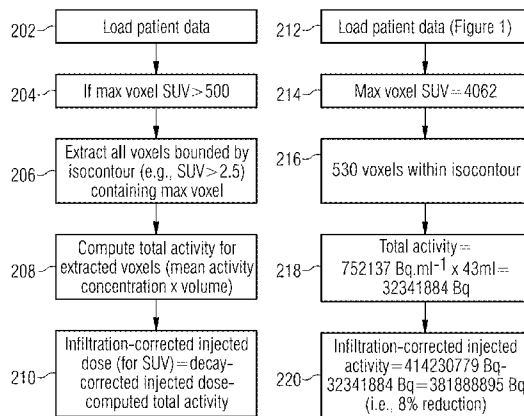 202
Load patient data
204
If max voxel SUV>500
206
Extract all voxels bounded by
isocontour (e.g., SUV>2.5)
containing max voxel
208
Compute total activity for
extracted voxels (mean activity
concentration x volume)
210
Infiltration-corrected injected
dose (for SUV)=decay-
corrected injected dose-
computed total activity
212
Load patient data (Figure 1)
214
Max voxel SUV=4062
216
530 voxels within isocontour
218
Total activity=
752137 Bq.ml⁻¹ x 43ml=
32341884 Bq
220
Infiltration-corrected injected
activity=414230779 Bq-
32341884 Bq=381888895 Bq
(i.e., 8% reduction)